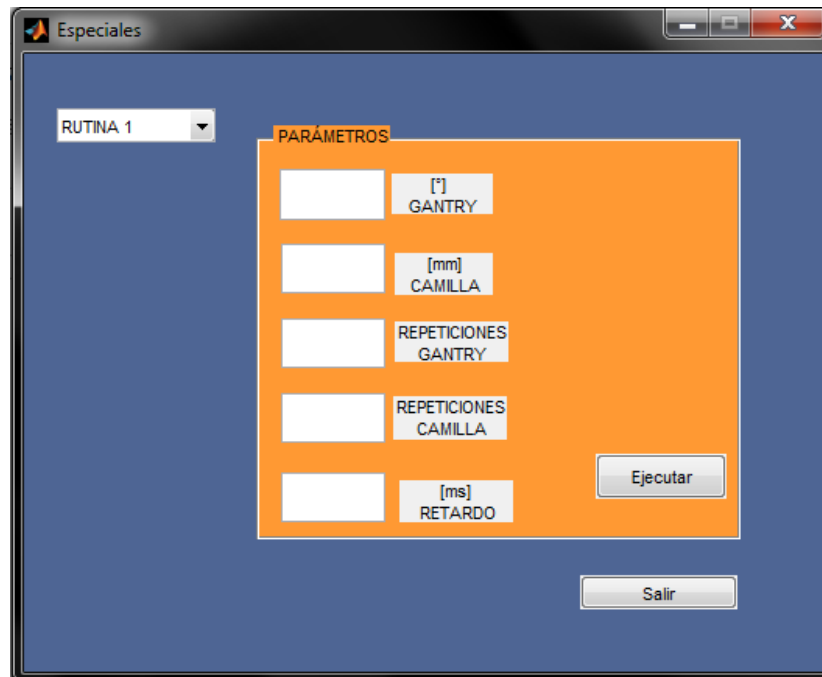 Especiales
RUTINA 1
PARÁMETROS
[°]
GANTRY
[mm]
CAMILLA
REPETICIONES
GANTRY
REPETICIONES
CAMILLA
[ms]
RETARDO
Ejecutar
Salir